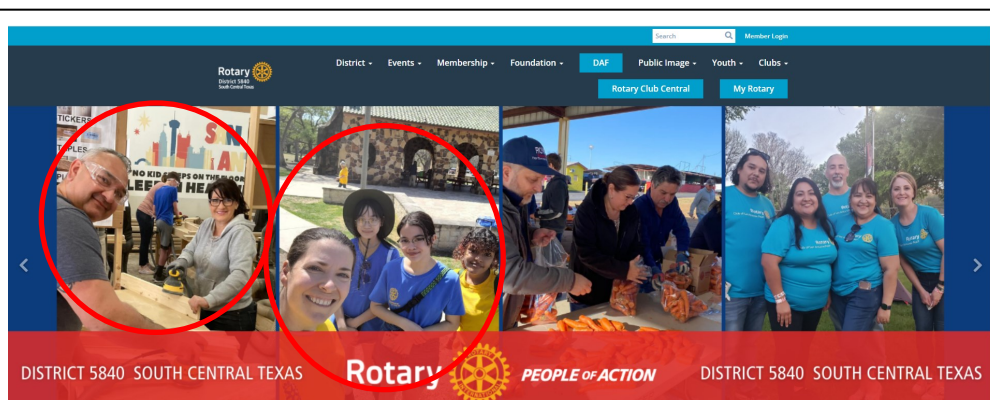 Search
Member Login
Rotary
District 5840
South Central Texas
District
Events
Membership
Foundation
DAF
Public Image
Youth
Clubs
Rotary Club Central
My Rotary
TICKERS
NO KID SLEEPS ON THE FLOOR
Rotary
DISTRICT 5840 SOUTH CENTRAL TEXAS
Rotary
PEOPLE OF ACTION
DISTRICT 5840 SOUTH CENTRAL TEXAS